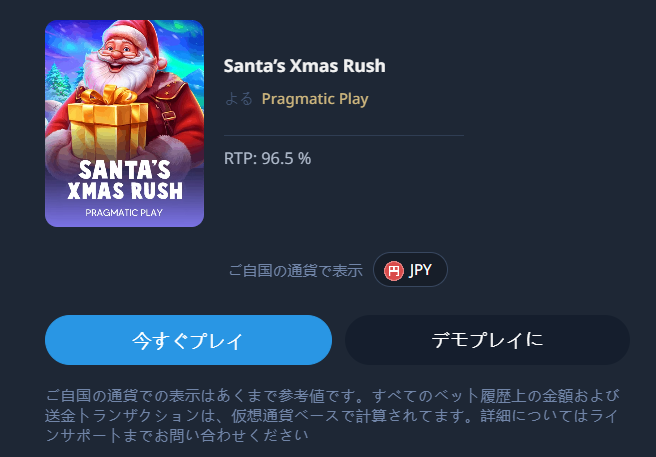 Santa's Xmas Rush
よる Pragmatic Play
RTP: 96.5 %
SANTA'S
XMAS RUSH
PRAGMATIC PLAY
ご自国の通貨で表示 円 JPY
今すぐプレイ
デモプレイに
ご自国の通貨での表示はあくまで参考値です。すべてのベット履歴上の金額および
送金トランザクションは、仮想通貨ベースで計算されてます。詳細についてはライ
ンサポートまでお問い合わせください